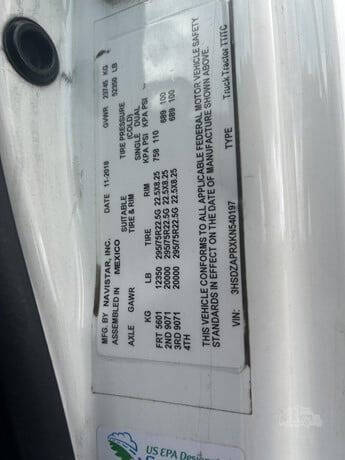 MFG. BY NAVISTAR, INC. DATE 11-2018 GVWR 23745 KG
ASSEMBLED IN MEXICO 52350 LB
SUITABLE TIRE PRESSURE
TIRE & RIM (COLD)
SINGLE DUAL
AXLE GAWR KG LB TIRE RIM KPA PSI KPA PSI
FRT 5601 12350 295/75R22.5G 22.5X8.25 758 110
2ND 9071 20000 295/75R22.5G 22.5X8.25 689 100
3RD 9071 20000 295/75R22.5G 22.5X8.25 689 100
4TH
THIS VEHICLE CONFORMS TO ALL APPLICABLE FEDERAL MOTOR VEHICLE SAFETY
STANDARDS IN EFFECT ON THE DATE OF MANUFACTURE SHOWN ABOVE.
VIN: 3HSDZAPRXKN540197 TYPE Truck Tractor TT/TC
US EPA